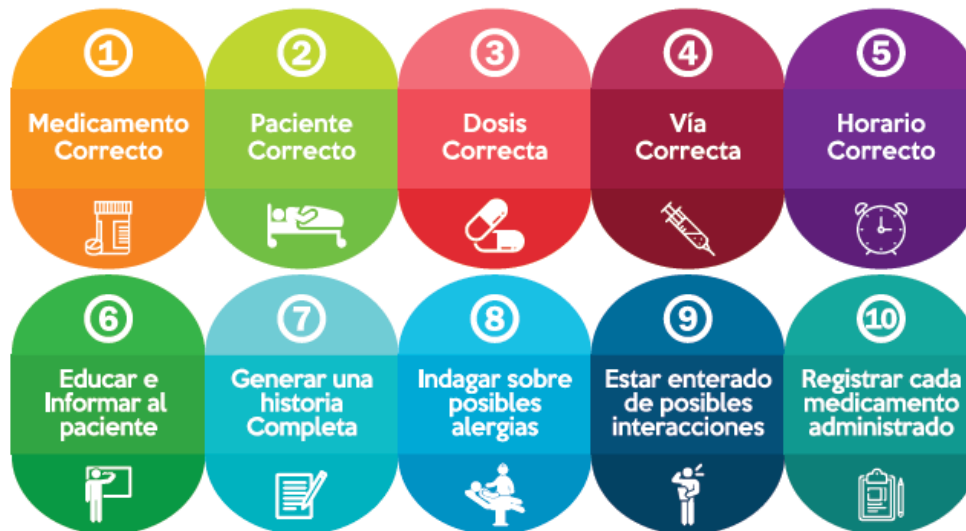 1
Medicamento
Correcto
2
Paciente
Correcto
3
Dosis
Correcta
4
Vía
Correcta
5
Horario
Correcto
6
Educar e
Informar al
paciente
7
Generar una
historia
Completa
8
Indagar sobre
posibles
alergias
9
Estar enterado
de posibles
interacciones
10
Registrar cada
medicamento
administrado